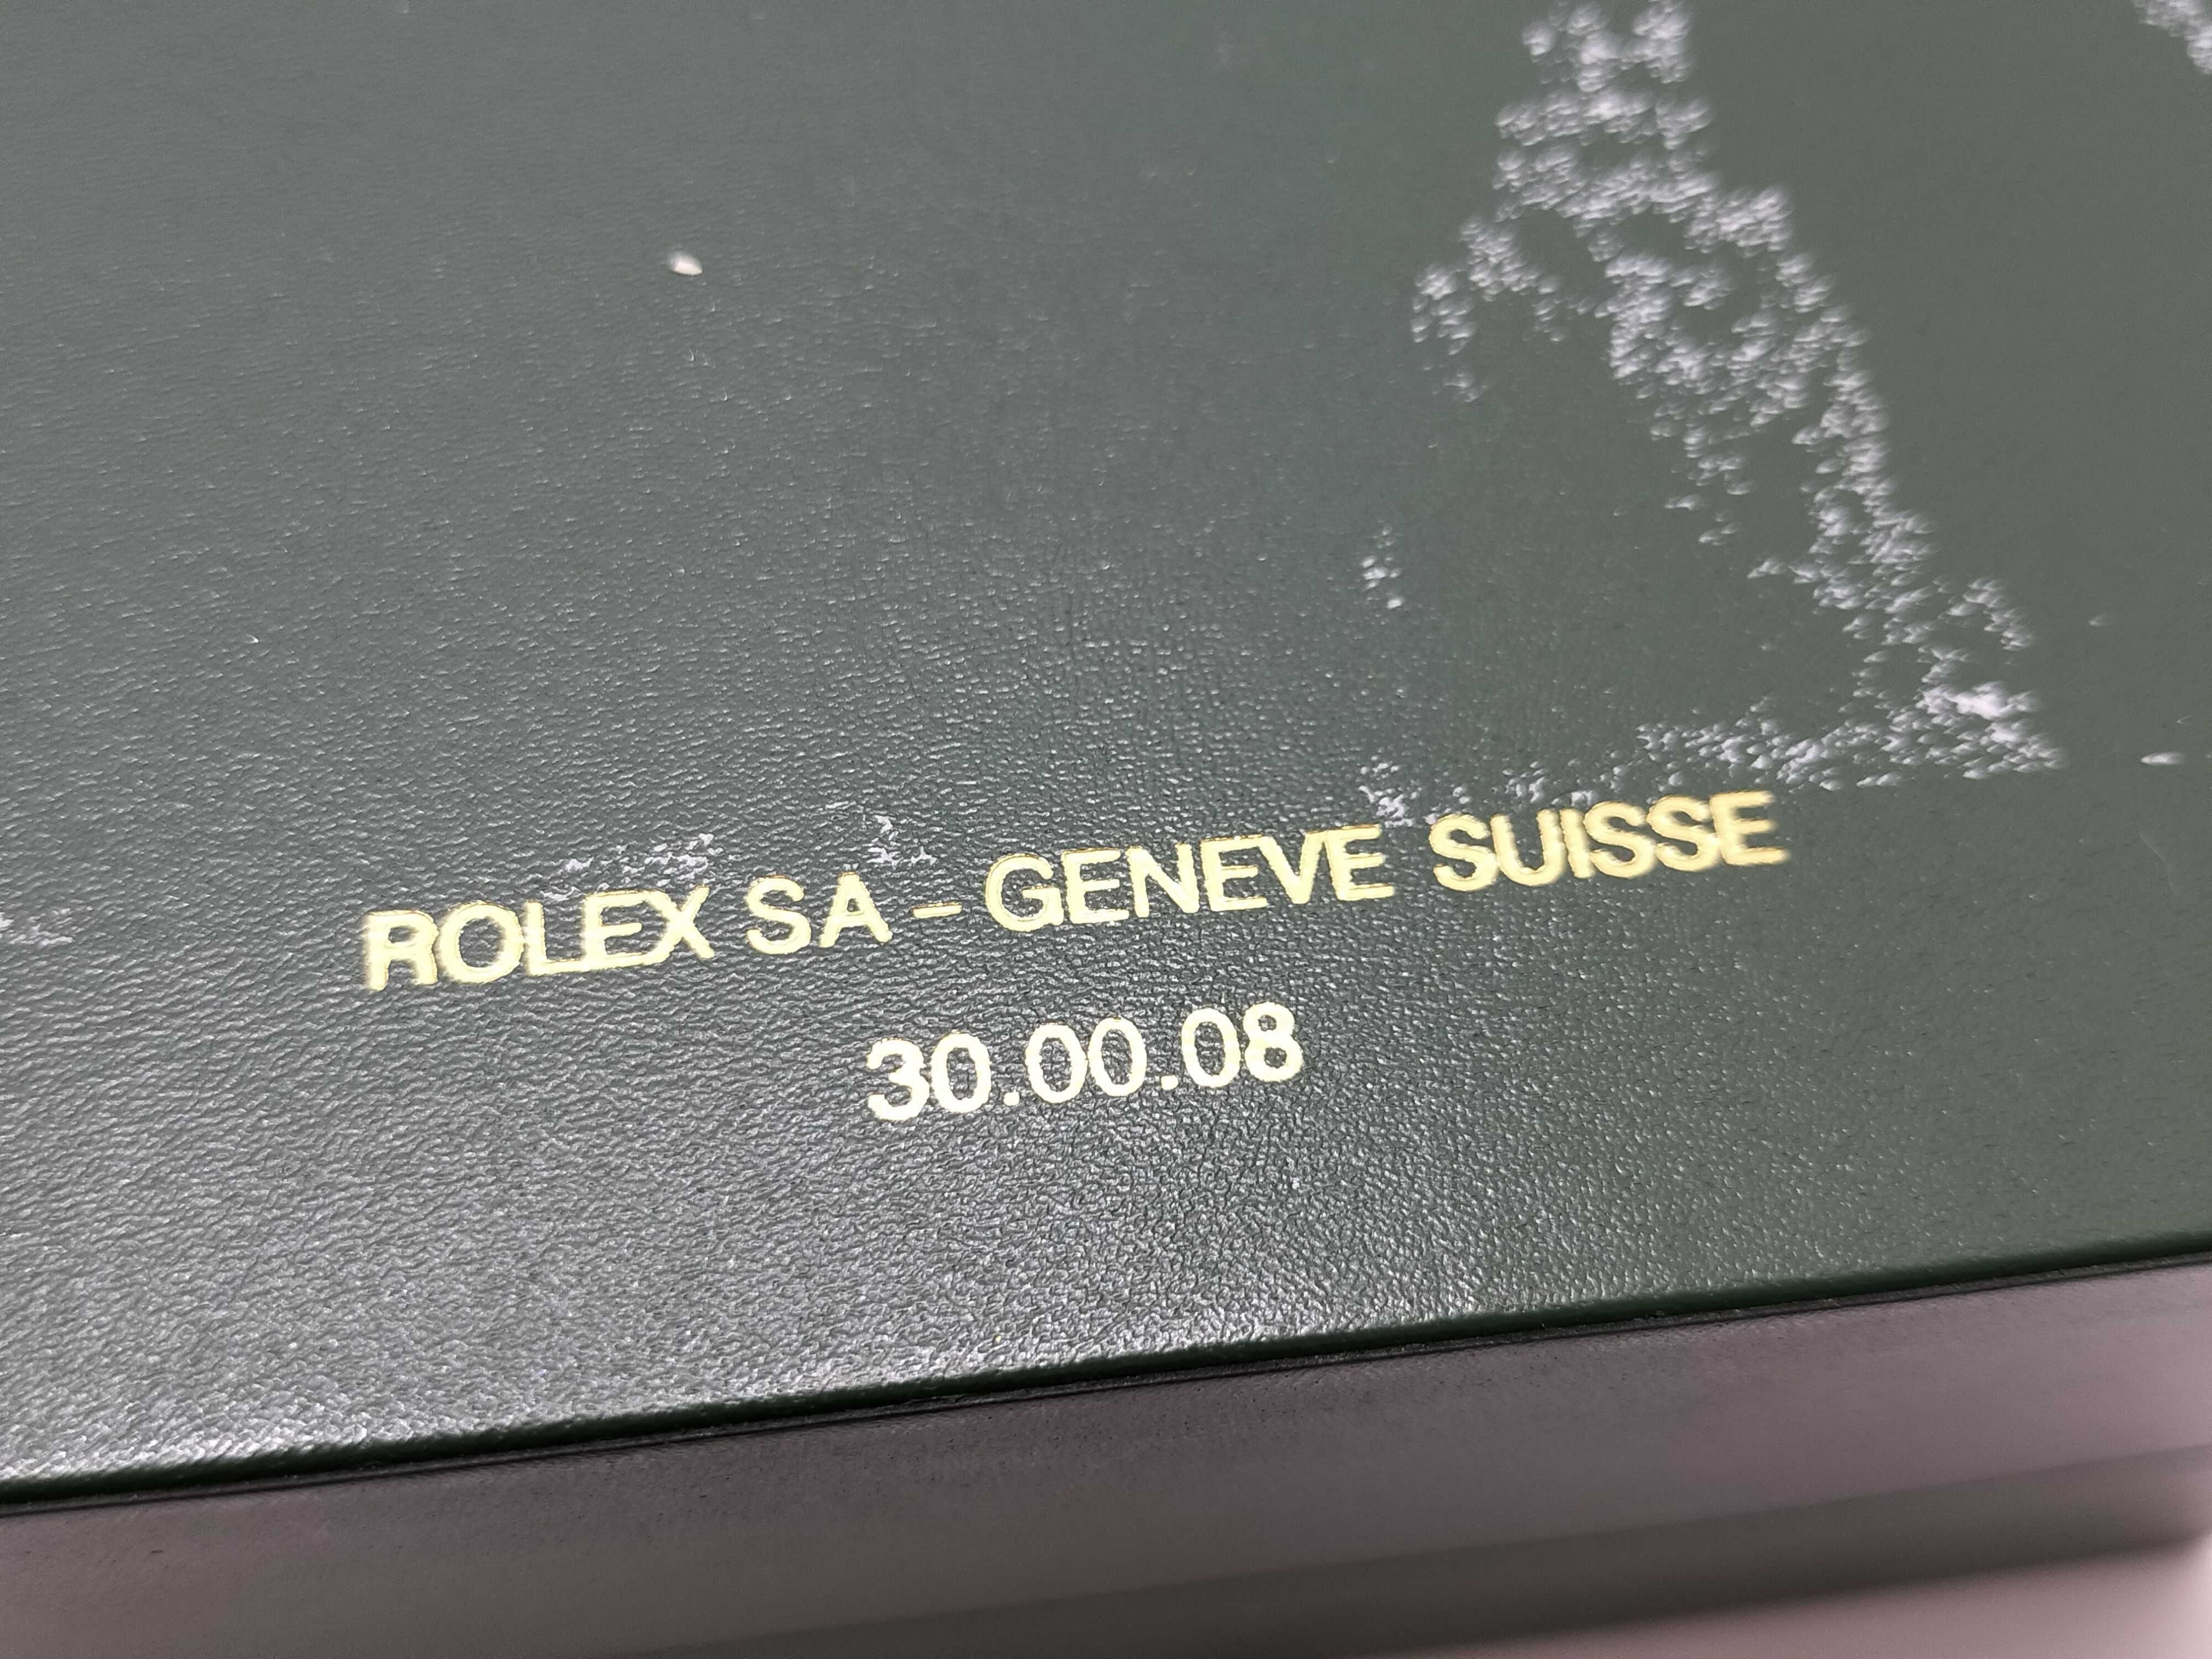 ROLEX SA – GENEVE SUISSE
30.00.08